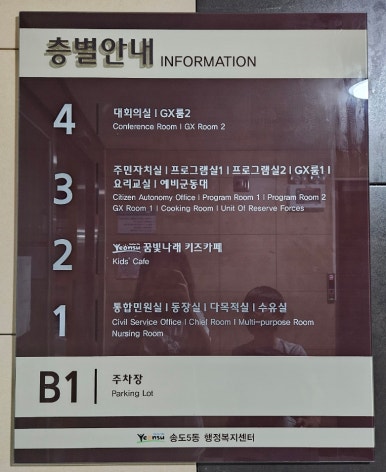 층별안내 INFORMATION
4
대회의실 | GX룸2
Conference Room | GX Room 2
3
주민자치실 | 프로그램실1 | 프로그램실2 | GX룸1 |
요리교실 | 예비군동대
Citizen Autonomy Office | Program Room 1 | Program Room 2
GX Room 1 | Cooking Room | Unit Of Reserve Forces
2
Yeonsu 꿈빛나래 키즈카페
Kids' Cafe
1
통합민원실 | 동장실 | 다목적실 | 수유실
Civil Service Office | Chief Room | Multi-purpose Room
Nursing Room
B1
주차장
Parking Lot
Yeonsu 송도5동 행정복지센터